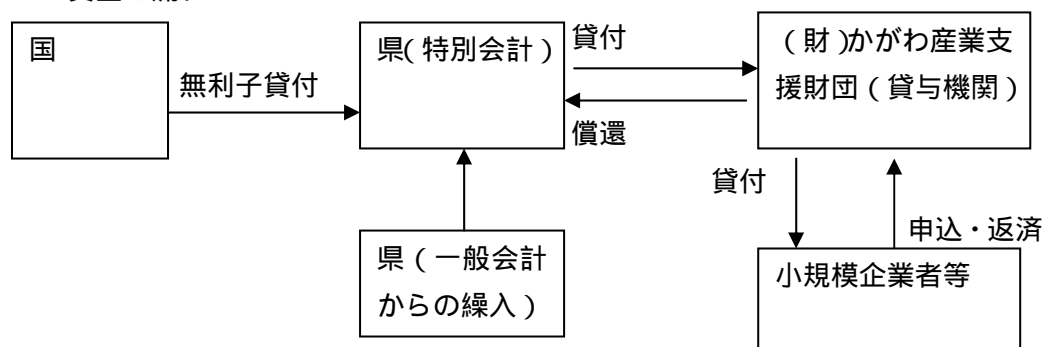 国
県(特別会計)
貸付
(財)かがわ産業支
援財団(貸与機関)
無利子貸付
償還
貸付
申込・返済
県(一般会計
からの繰入)
小規模企業者等